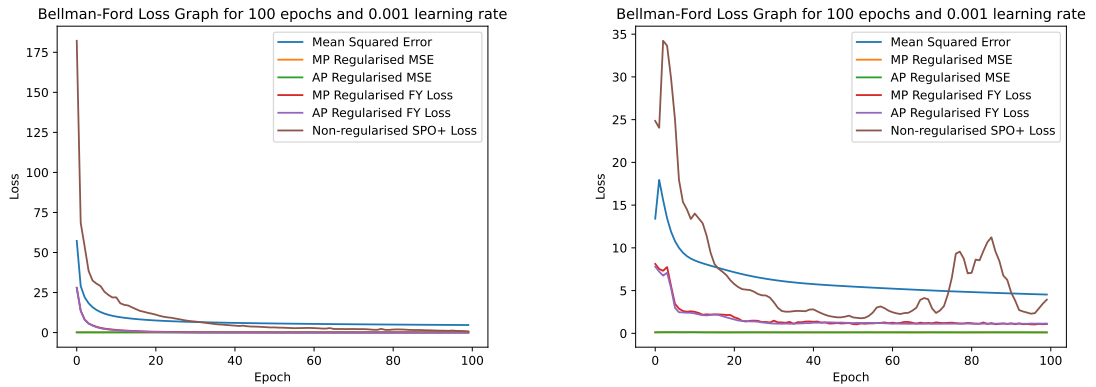 Bellman-Ford Loss Graph for 100 epochs and 0.001 learning rate
175
150
125
100
75
50
25
0
Loss
0 20 40 60 80 100
Epoch
Mean Squared Error
MP Regularised MSE
AP Regularised MSE
MP Regularised FY Loss
AP Regularised FY Loss
Non-regularised SPO+ Loss
Bellman-Ford Loss Graph for 100 epochs and 0.001 learning rate
35
30
25
20
15
10
5
0
Loss
0 20 40 60 80 100
Epoch
Mean Squared Error
MP Regularised MSE
AP Regularised MSE
MP Regularised FY Loss
AP Regularised FY Loss
Non-regularised SPO+ Loss